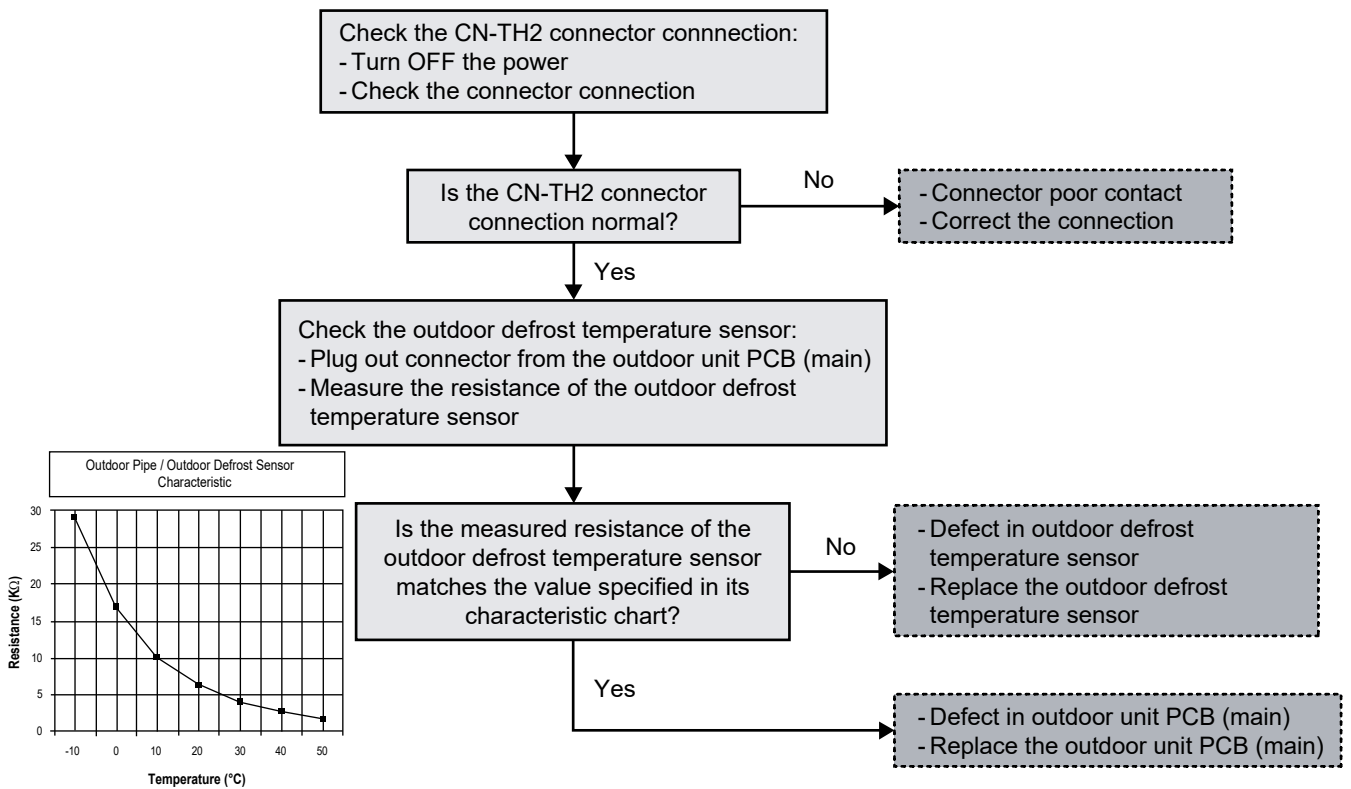 Check the CN-TH2 connector connnection:
- Turn OFF the power
- Check the connector connection
Is the CN-TH2 connector
connection normal?
No
- Connector poor contact
- Correct the connection
Yes
Check the outdoor defrost temperature sensor:
- Plug out connector from the outdoor unit PCB (main)
- Measure the resistance of the outdoor defrost
temperature sensor
Outdoor Pipe / Outdoor Defrost Sensor
Characteristic
30
25
20
15
10
5
0
Resistance (KΩ)
-10 0 10 20 30 40 50
Temperature (°C)
Is the measured resistance of the
outdoor defrost temperature sensor
matches the value specified in its
characteristic chart?
No
- Defect in outdoor defrost
temperature sensor
- Replace the outdoor defrost
temperature sensor
Yes
- Defect in outdoor unit PCB (main)
- Replace the outdoor unit PCB (main)